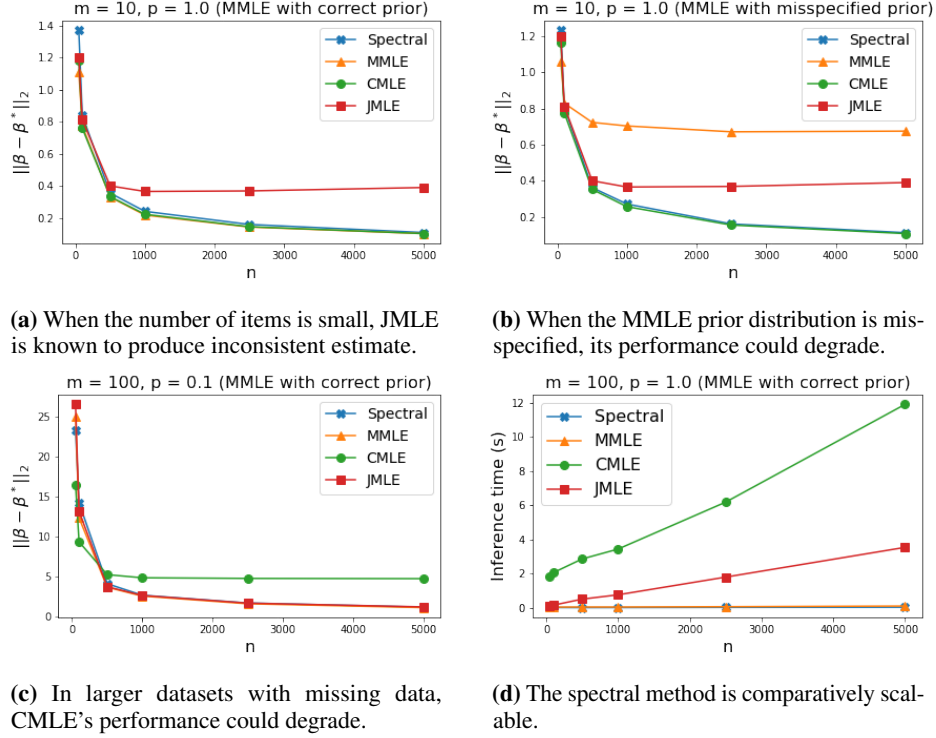 m = 10, p = 1.0 (MMLE with correct prior)
1.4
1.2
1.0
0.8
0.6
0.4
0.2
||β − β*||₂
0 1000 2000 3000 4000 5000
n
Spectral
MMLE
CMLE
JMLE
(a) When the number of items is small, JMLE
is known to produce inconsistent estimate.
m = 10, p = 1.0 (MMLE with misspecified prior)
1.2
1.0
0.8
0.6
0.4
0.2
||β − β*||₂
0 1000 2000 3000 4000 5000
n
Spectral
MMLE
CMLE
JMLE
(b) When the MMLE prior distribution is mis-
specified, its performance could degrade.
m = 100, p = 0.1 (MMLE with correct prior)
25
20
15
10
5
0
||β − β*||₂
0 1000 2000 3000 4000 5000
n
Spectral
MMLE
CMLE
JMLE
(c) In larger datasets with missing data,
CMLE's performance could degrade.
m = 100, p = 1.0 (MMLE with correct prior)
12
10
8
6
4
2
0
Inference time (s)
0 1000 2000 3000 4000 5000
n
Spectral
MMLE
CMLE
JMLE
(d) The spectral method is comparatively scal-
able.